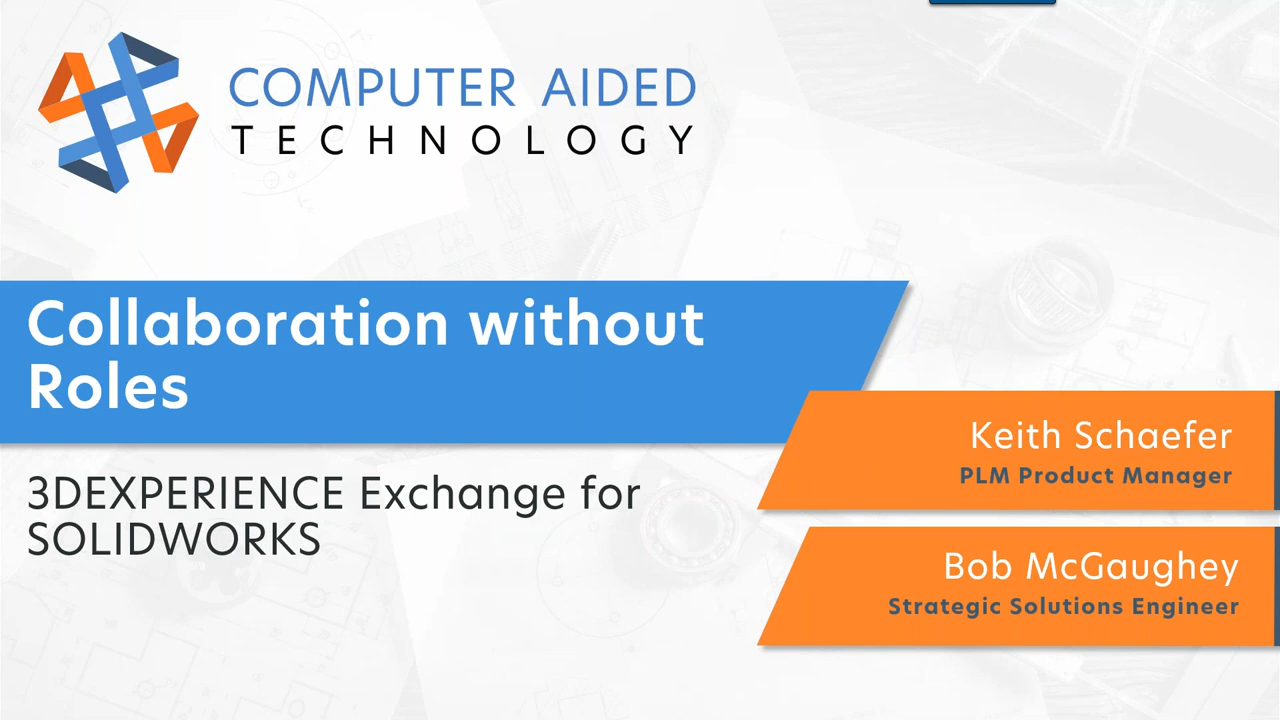 COMPUTER AIDED
TECHNOLOGY
Collaboration without
Roles
3DEXPERIENCE Exchange for
SOLIDWORKS
Keith Schaefer
PLM Product Manager
Bob McGaughey
Strategic Solutions Engineer